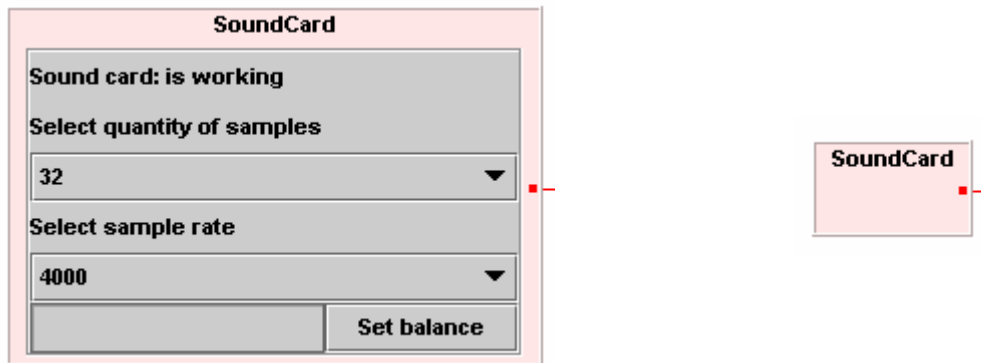 SoundCard
Sound card: is working
Select quantity of samples
32
Select sample rate
4000
Set balance
SoundCard